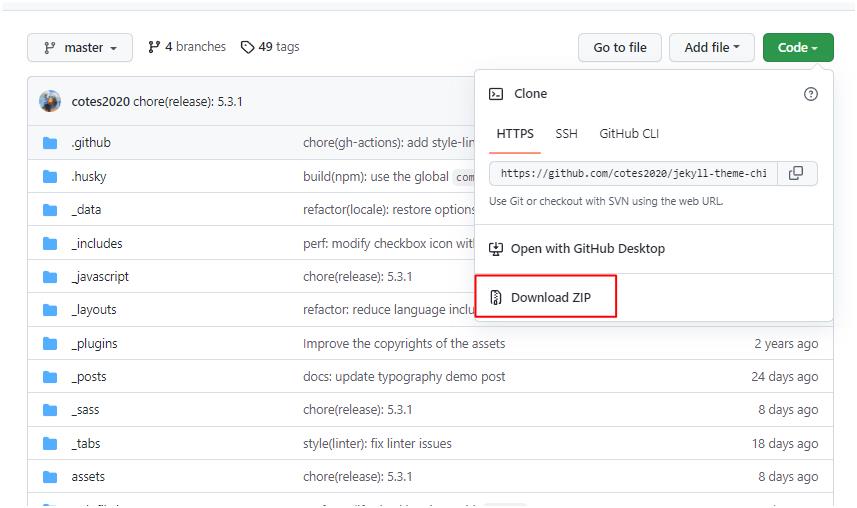 master 4 branches 49 tags Go to file Add file Code
cotes2020 chore(release): 5.3.1
Clone
HTTPS SSH GitHub CLI
https://github.com/cotes2020/jekyll-theme-chi
Use Git or checkout with SVN using the web URL.
Open with GitHub Desktop
Download ZIP
.github chore(gh-actions): add style-lin
.husky build(npm): use the global com
_data refactor(locale): restore options
_includes perf: modify checkbox icon wit
_javascript chore(release): 5.3.1
_layouts refactor: reduce language inclu
_plugins Improve the copyrights of the assets 2 years ago
_posts docs: update typography demo post 24 days ago
_sass chore(release): 5.3.1 8 days ago
_tabs style(linter): fix linter issues 18 days ago
assets chore(release): 5.3.1 8 days ago